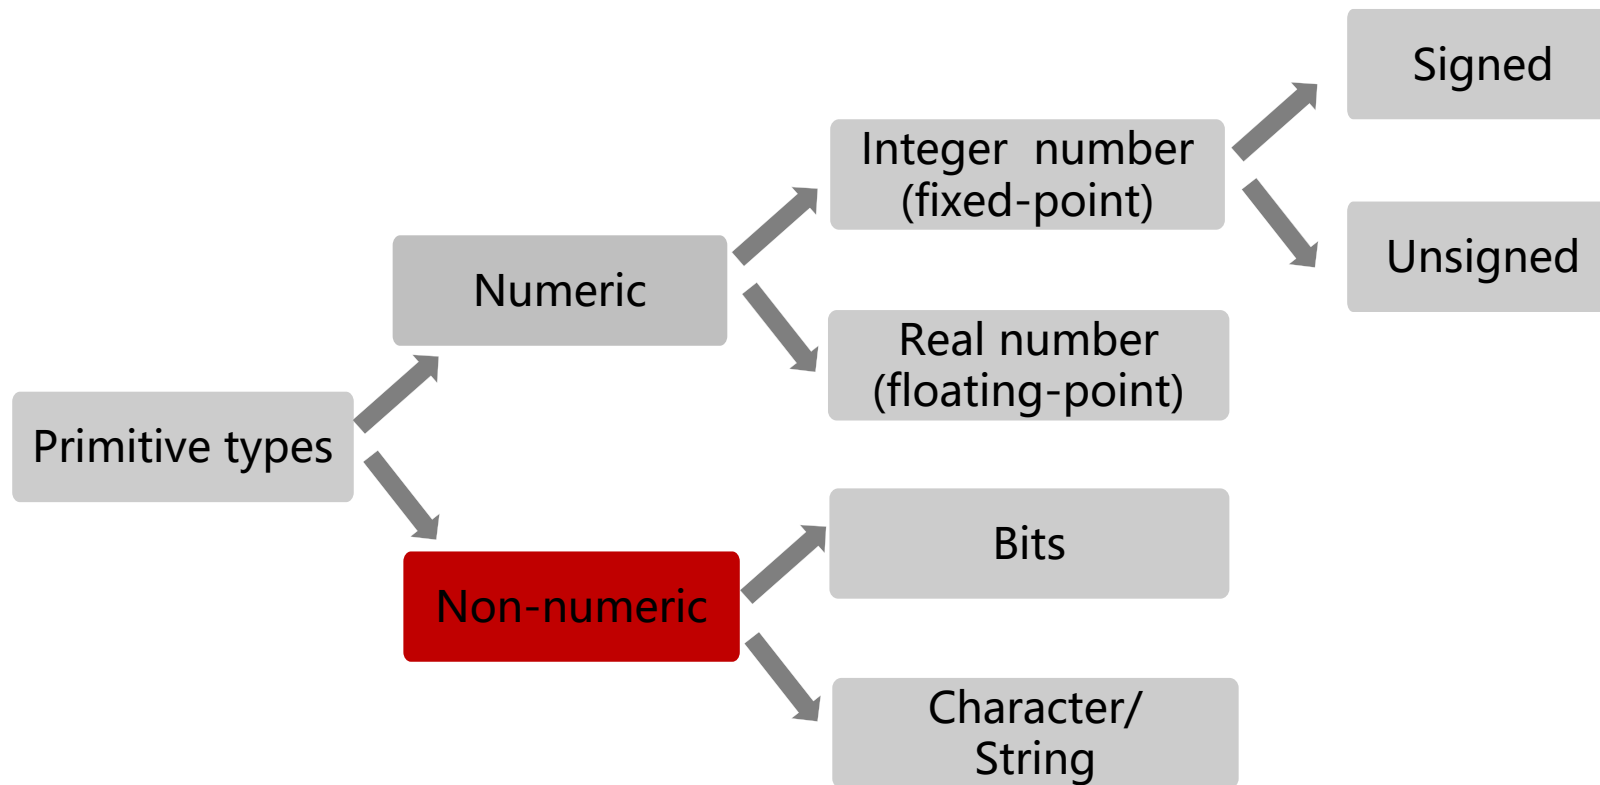 Signed
Integer  number
(fixed-point)
Unsigned
Numeric
Real number
(floating-point)
Primitive types
Bits
Non-numeric
Character/
String